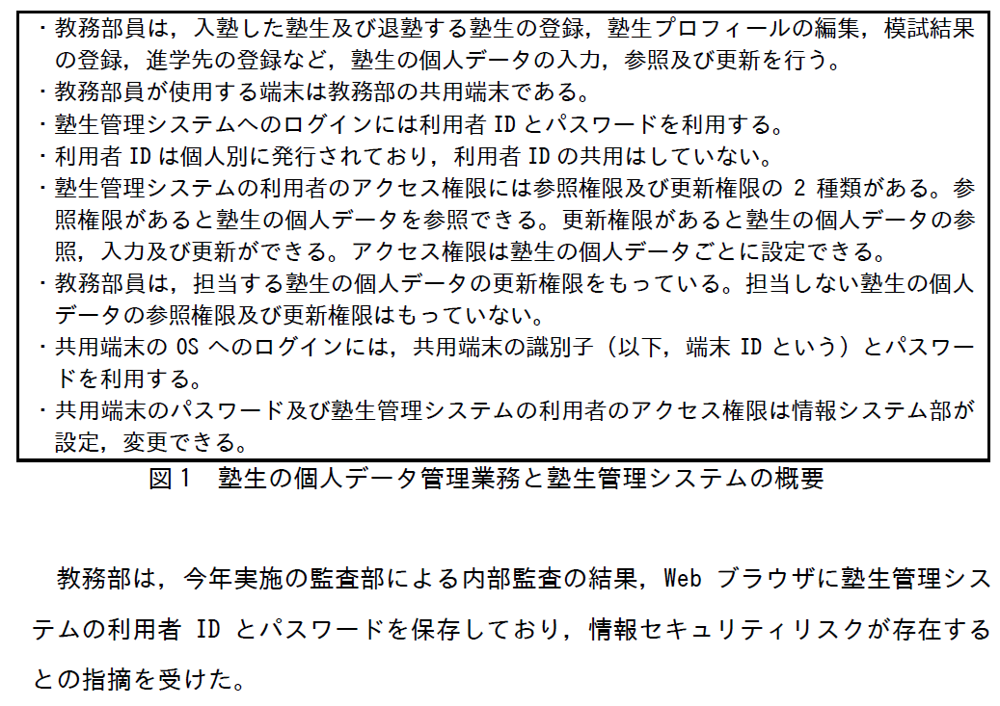 ・教務部員は，入塾した塾生及び退塾する塾生の登録，塾生プロフィールの編集，模試結果
の登録，進学先の登録など，塾生の個人データの入力，参照及び更新を行う。
・教務部員が使用する端末は教務部の共用端末である。
・塾生管理システムへのログインには利用者 ID とパスワードを利用する。
・利用者 ID は個人別に発行されており，利用者 ID の共用はしていない。
・塾生管理システムの利用者のアクセス権限には参照権限及び更新権限の 2 種類がある。参
照権限があると塾生の個人データを参照できる。更新権限があると塾生の個人データの参
照，入力及び更新ができる。アクセス権限は塾生の個人データごとに設定できる。
・教務部員は，担当する塾生の個人データの更新権限をもっている。担当しない塾生の個人
データの参照権限及び更新権限はもっていない。
・共用端末の OS へのログインには，共用端末の識別子（以下，端末 ID という）とパスワー
ドを利用する。
・共用端末のパスワード及び塾生管理システムの利用者のアクセス権限は情報システム部が
設定，変更できる。
図1　塾生の個人データ管理業務と塾生管理システムの概要
教務部は，今年実施の監査部による内部監査の結果，Web ブラウザに塾生管理シス
テムの利用者 ID とパスワードを保存しており，情報セキュリティリスクが存在する
との指摘を受けた。